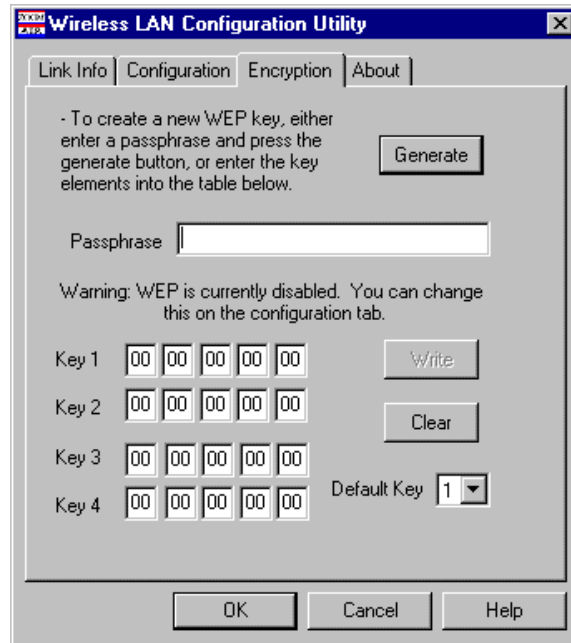 Wireless LAN Configuration Utility
Link Info Configuration Encryption About
- To create a new WEP key, either
enter a passphrase and press the
generate button, or enter the key
elements into the table below.
Generate
Passphrase
Warning: WEP is currently disabled. You can change
this on the configuration tab.
Key 1 00 00 00 00 00 Write
Key 2 00 00 00 00 00
Clear
Key 3 00 00 00 00 00
Default Key 1
Key 4 00 00 00 00 00
OK Cancel Help